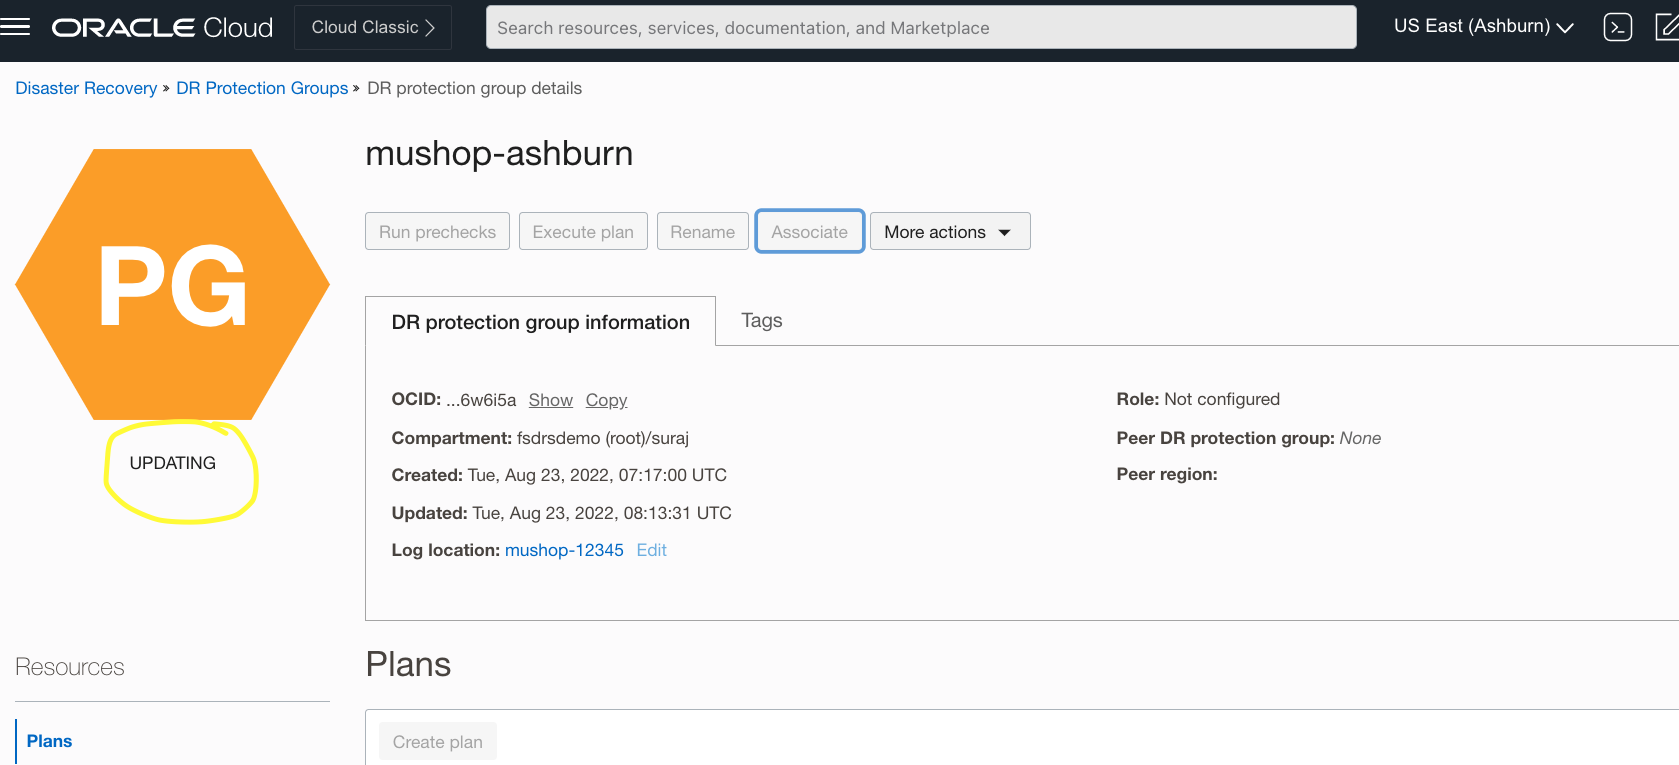 ORACLE Cloud Cloud Classic Search resources, services, documentation, and Marketplace US East (Ashburn)
Disaster Recovery » DR Protection Groups » DR protection group details
PG
UPDATING
mushop-ashburn
Run prechecks Execute plan Rename Associate More actions
DR protection group information Tags
OCID: ...6w6i5a Show Copy
Compartment: fsdrsdemo (root)/suraj
Created: Tue, Aug 23, 2022, 07:17:00 UTC
Updated: Tue, Aug 23, 2022, 08:13:31 UTC
Log location: mushop-12345 Edit
Role: Not configured
Peer DR protection group: None
Peer region:
Resources
Plans
Plans
Create plan